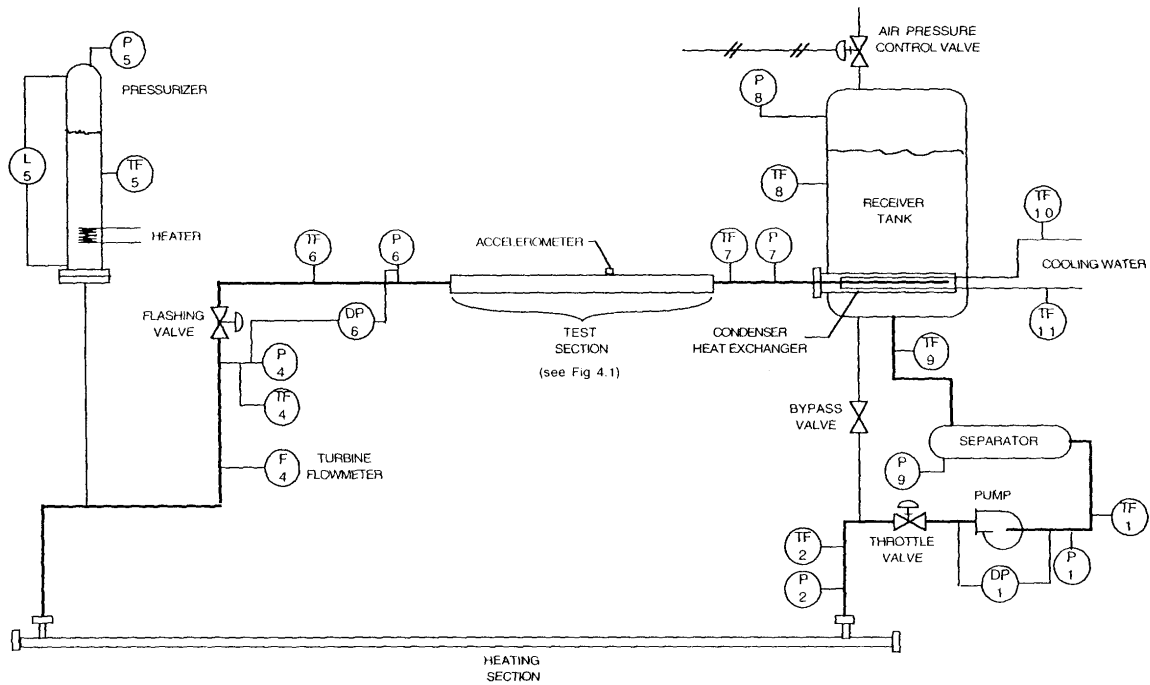 AIR PRESSURE
CONTROL VALVE
P
5
PRESSURIZER
P
8
L
5
TF
5
TF
8
RECEIVER
TANK
TF
10
HEATER
TF
6
P
6
ACCELEROMETER
TF
7
P
7
COOLING WATER
FLASHING
VALVE
DP
6
TEST
SECTION
(see Fig 4.1)
CONDENSER
HEAT EXCHANGER
TF
11
P
4
TF
9
TF
4
BYPASS
VALVE
SEPARATOR
F
4
TURBINE
FLOWMETER
P
9
PUMP
TF
1
TF
2
THROTTLE
VALVE
P
1
DP
1
P
2
HEATING
SECTION